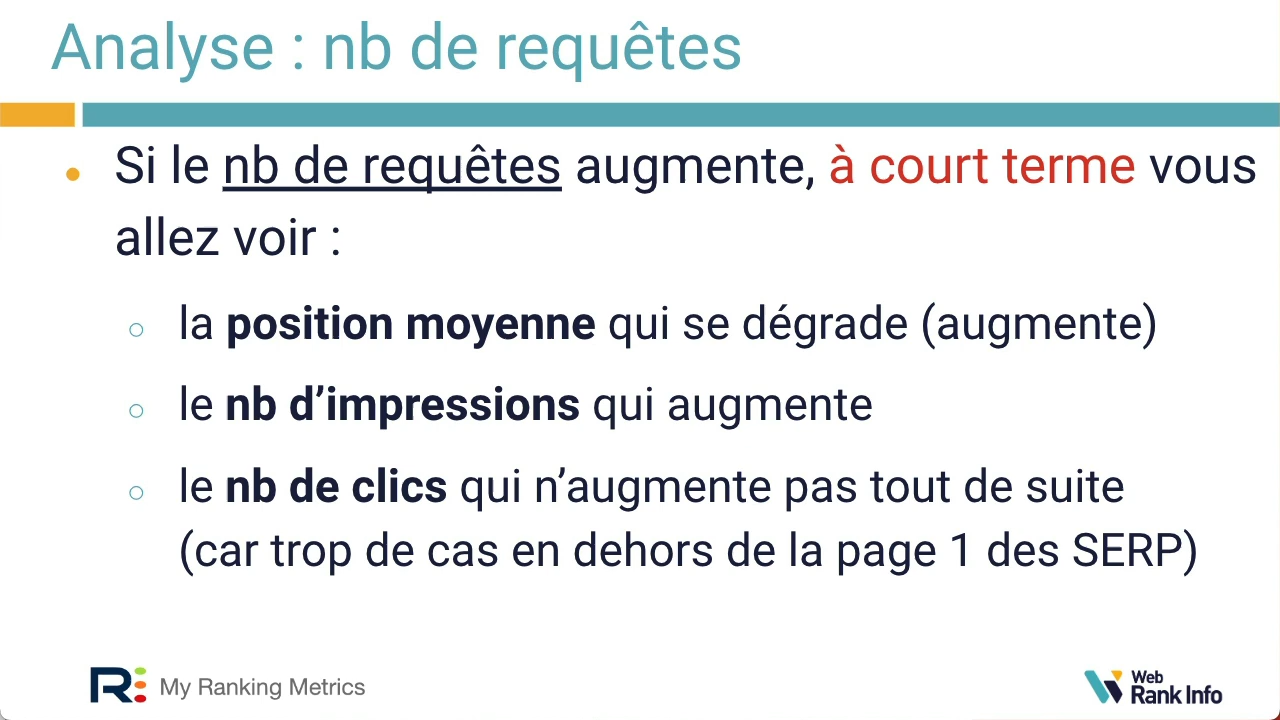 Analyse : nb de requêtes
Si le nb de requêtes augmente, à court terme vous
allez voir :
la position moyenne qui se dégrade (augmente)
le nb d’impressions qui augmente
le nb de clics qui n’augmente pas tout de suite
(car trop de cas en dehors de la page 1 des SERP)
R My Ranking Metrics
Web
Rank Info